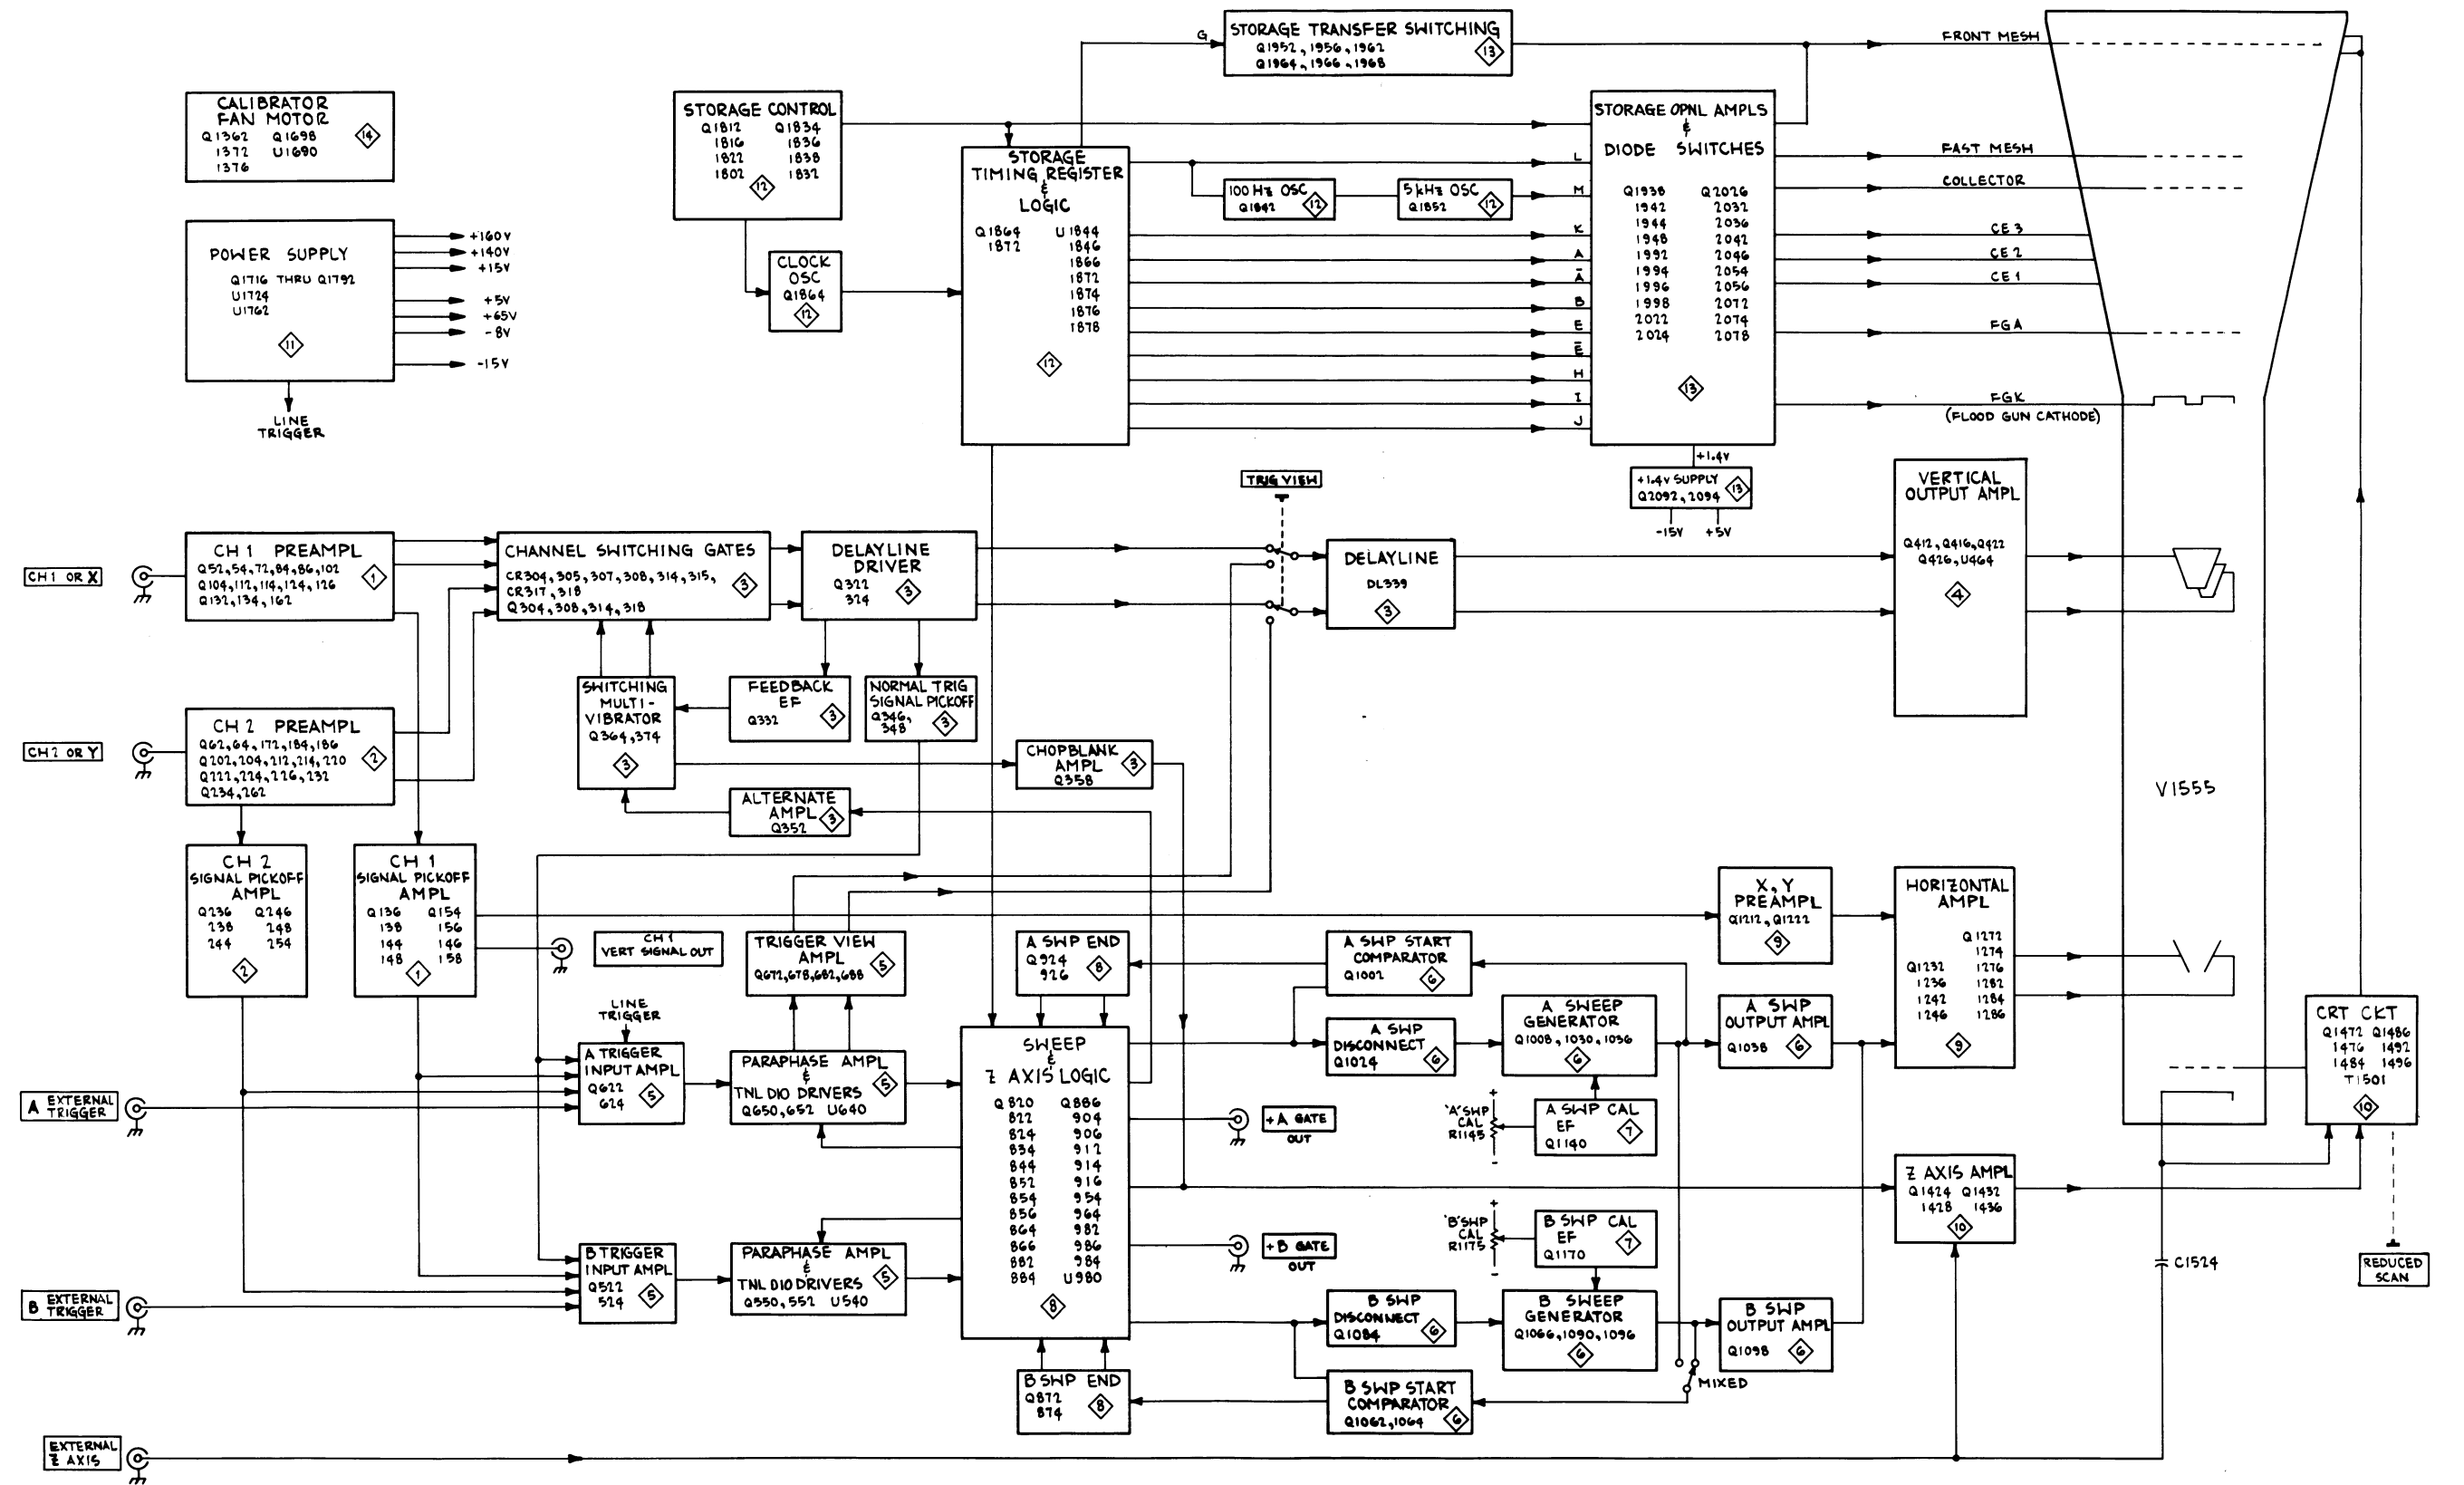 G
STORAGE TRANSFER SWITCHING
Q1952, 1956, 1962
Q1964, 1966, 1968
13
FRONT MESH
CALIBRATOR
FAN MOTOR
Q1362 Q1698
1372 U1690
1376
14
STORAGE CONTROL
Q1812 Q1834
1816 1836
1822 1838
1802 1832
12
STORAGE
TIMING REGISTER
&
LOGIC
Q1864 U1844
1872 1846
1866
1872
1874
1876
1878
12
100 Hz OSC
Q1842
12
5kHz OSC
Q1852
12
L
M
K
A
Ā
B
E
Ē
H
I
J
STORAGE OPNL AMPLS
&
DIODE SWITCHES
Q1938 Q2026
1942 2032
1944 2036
1948 2042
1992 2046
1994 2054
1996 2056
1998 2072
2022 2074
2024 2078
13
FAST MESH
COLLECTOR
CE 3
CE 2
CE 1
FGA
FGK
(FLOOD GUN CATHODE)
POWER SUPPLY
Q1716 THRU Q1792
U1724
U1762
11
+160V
+140V
+15V
+5V
+65V
-8V
-15V
LINE
TRIGGER
CLOCK
OSC
Q1864
12
+1.4V
+1.4V SUPPLY
Q2092, 2094
13
-15V +5V
TRIG VIEW
VERTICAL
OUTPUT AMPL
Q412, Q416, Q422
Q426, U464
4
CH 1 OR X
CH 1 PREAMPL
Q52,54,72,84,86,102
Q104,112,114,124,126
Q132,134,162
1
CHANNEL SWITCHING GATES
CR304, 305, 307, 308, 314, 315,
CR317, 318
Q304, 308, 314, 318
3
DELAYLINE
DRIVER
Q322
324
3
DELAYLINE
DL339
3
CH 2 OR Y
CH 2 PREAMPL
Q62,64,172,184,186
Q202,204,212,214,220
Q222,224,226,232
Q234,262
2
SWITCHING
MULTI-
VIBRATOR
Q364,374
3
FEEDBACK
EF
Q332
3
NORMAL TRIG
SIGNAL PICKOFF
Q346,
348
3
CHOPBLANK
AMPL
Q358
3
ALTERNATE
AMPL
Q352
3
V1555
CH 2
SIGNAL PICKOFF
AMPL
Q236 Q246
238 248
244 254
2
CH 1
SIGNAL PICKOFF
AMPL
Q136 Q154
138 156
144 146
148 158
1
CH 1
VERT SIGNAL OUT
TRIGGER VIEW
AMPL
Q672,678,682,688
5
A SWP END
Q924
926
8
A SWP START
COMPARATOR
Q1002
6
X, Y
PREAMPL
Q1212, Q1222
9
HORIZONTAL
AMPL
Q1272
1274
Q1232 1276
1236 1282
1242 1284
1246 1286
9
LINE
TRIGGER
A TRIGGER
INPUT AMPL
Q622
624
5
PARAPHASE AMPL
&
TNL DIO DRIVERS
Q650, 652 U640
5
SWEEP
&
Z AXIS LOGIC
Q820 Q886
822 904
824 906
834 912
844 914
852 916
854 954
856 964
864 982
866 986
882 984
884 U980
8
A SWP
DISCONNECT
Q1024
6
A SWEEP
GENERATOR
Q1008, 1030, 1036
6
A SWP
OUTPUT AMPL
Q1038
6
CRT CKT
Q1472 Q1486
1476 1492
1484 1496
T1501
10
A EXTERNAL
TRIGGER
+A GATE
OUT
+
'A' SWP
CAL
R1145
-
A SWP CAL
EF
Q1140
7
Z AXIS AMPL
Q1424 Q1432
1428 1436
10
B EXTERNAL
TRIGGER
B TRIGGER
INPUT AMPL
Q522
524
5
PARAPHASE AMPL
&
TNL DIO DRIVERS
Q550, 552 U540
5
+B GATE
OUT
+
'B' SWP
CAL
R1175
-
B SWP CAL
EF
Q1170
7
C1524
REDUCED
SCAN
B SWP
DISCONNECT
Q1084
6
B SWEEP
GENERATOR
Q1066, 1090, 1096
6
B SWP
OUTPUT AMPL
Q1098
6
B SWP END
Q872
874
8
B SWP START
COMPARATOR
Q1062, 1064
6
MIXED
EXTERNAL
Z AXIS